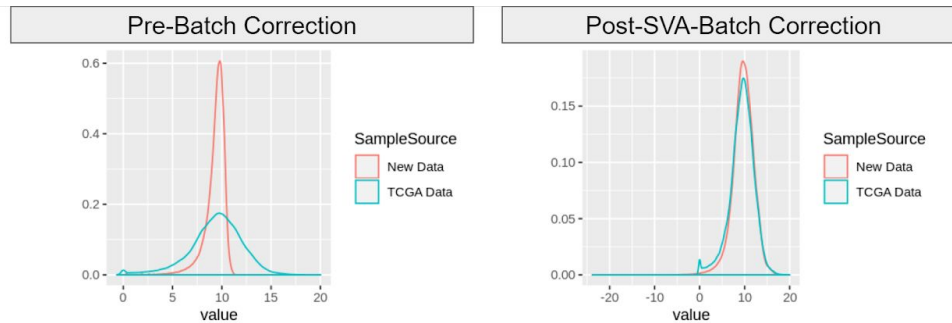 Pre-Batch Correction
Post-SVA-Batch Correction
0.6
0.4
0.2
0.0
0
5
10
15
20
value
SampleSource
New Data
TCGA Data
0.15
0.10
0.05
0.00
-20
-10
0
10
20
value
SampleSource
New Data
TCGA Data